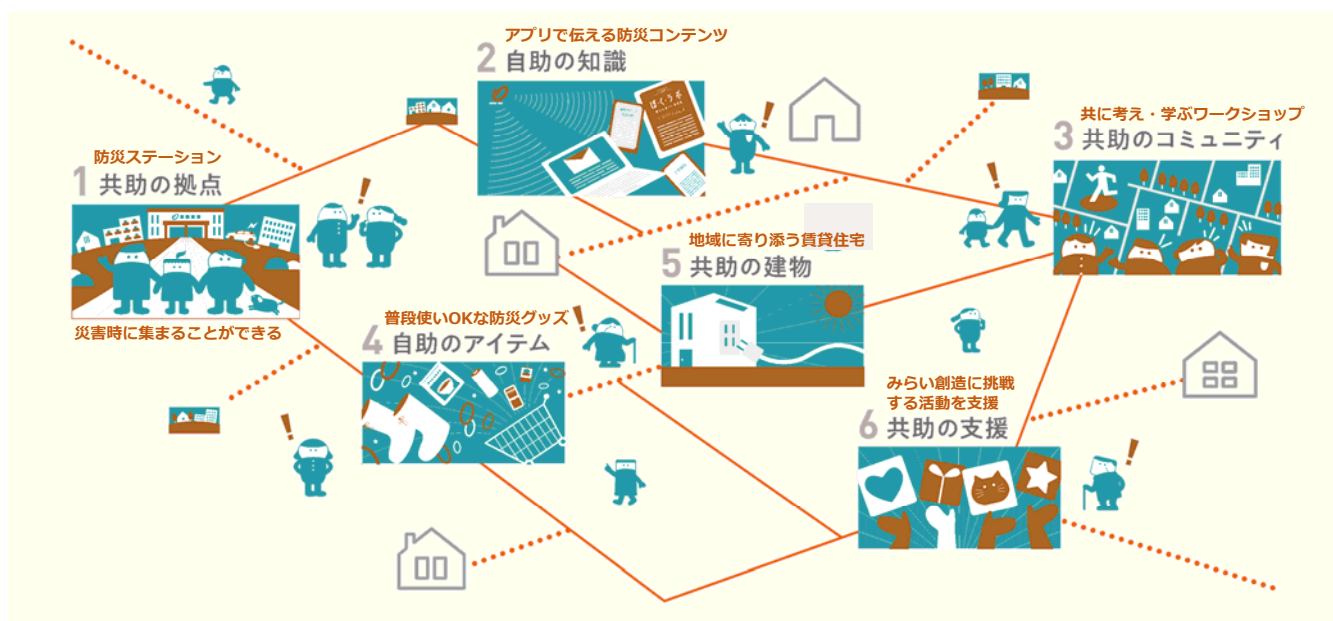 アプリで伝える防災コンテンツ
2 自助の知識
ぼくらす
共に考え・学ぶワークショップ
3 共助のコミュニティ
防災ステーション
1 共助の拠点
災害時に集まることができる
地域に寄り添う賃貸住宅
5 共助の建物
普段使いOKな防災グッズ
4 自助のアイテム
みらい創造に挑戦
する活動を支援
6 共助の支援